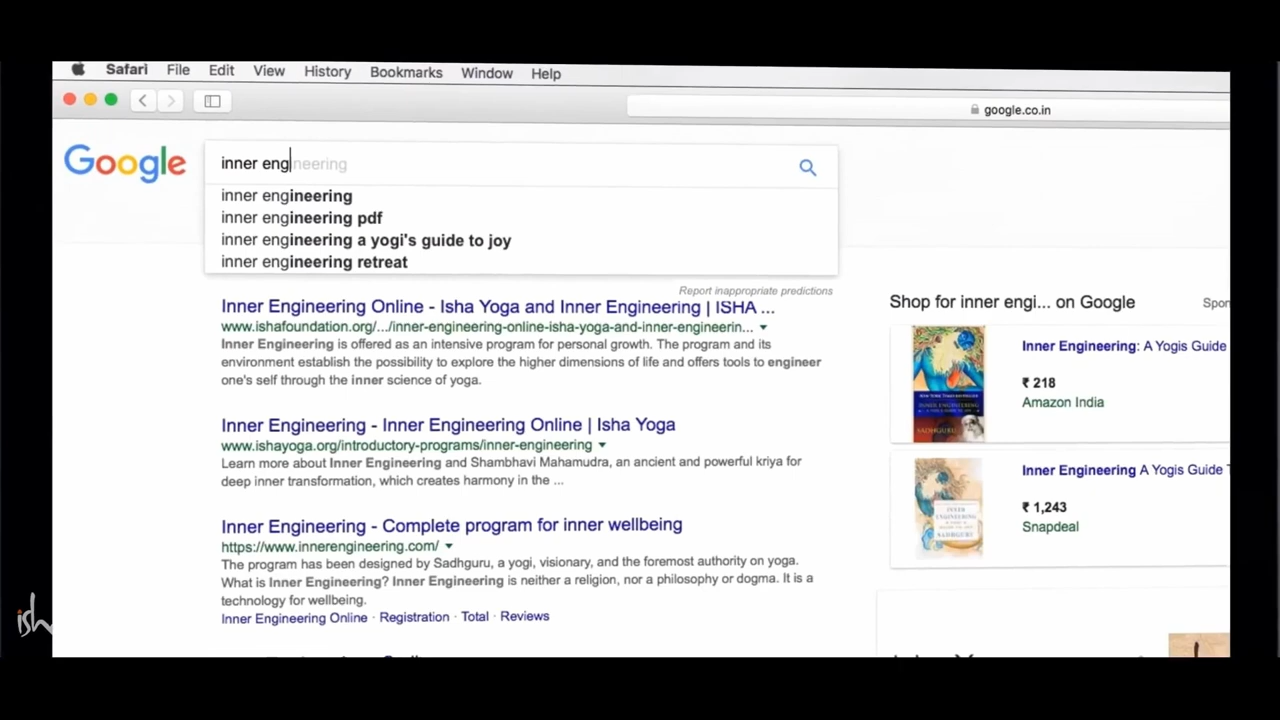 Safari File Edit View History Bookmarks Window Help
google.co.in
Google
inner engineering
inner engineering
inner engineering pdf
inner engineering a yogi's guide to joy
inner engineering retreat
Report inappropriate predictions
Inner Engineering Online - Isha Yoga and Inner Engineering | ISHA ...
www.ishafoundation.org/.../inner-engineering-online-isha-yoga-and-inner-engineerin...
Inner Engineering is offered as an intensive program for personal growth. The program and its
environment establish the possibility to explore the higher dimensions of life and offers tools to engineer
one's self through the inner science of yoga.
Inner Engineering - Inner Engineering Online | Isha Yoga
www.ishayoga.org/introductory-programs/inner-engineering
Learn more about Inner Engineering and Shambhavi Mahamudra, an ancient and powerful kriya for
deep inner transformation, which creates harmony in the ...
Inner Engineering - Complete program for inner wellbeing
https://www.innerengineering.com/
The program has been designed by Sadhguru, a yogi, visionary, and the foremost authority on yoga.
What is Inner Engineering? Inner Engineering is neither a religion, nor a philosophy or dogma. It is a
technology for wellbeing.
Inner Engineering Online · Registration · Total · Reviews
Shop for inner engi... on Google
Spon
Inner Engineering: A Yogis Guide
₹ 218
Amazon India
INNER ENGINEERING
SADHGURU
Inner Engineering A Yogis Guide T
₹ 1,243
Snapdeal
INNER
ENGINEERING
SADHGURU
ish